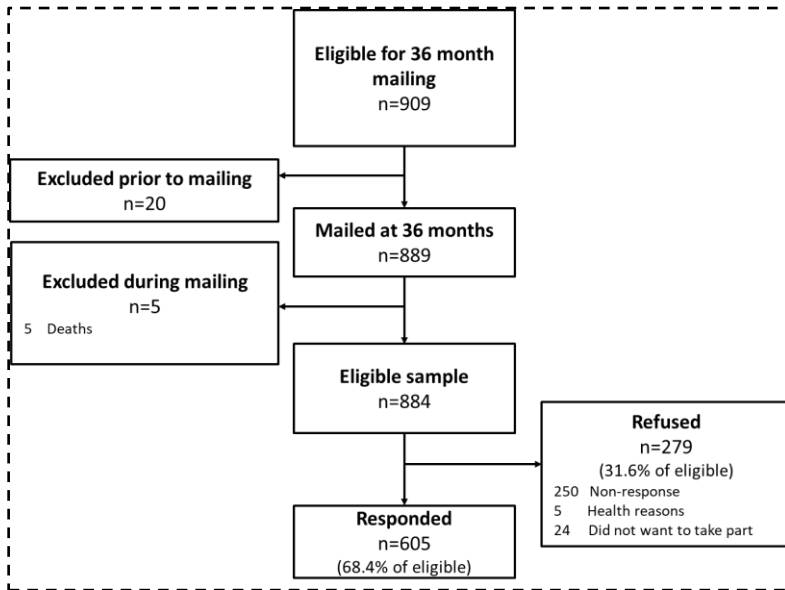 Eligible for 36 month
mailing
n=909
Excluded prior to mailing
n=20
Mailed at 36 months
n=889
Excluded during mailing
n=5
5 Deaths
Eligible sample
n=884
Refused
n=279
(31.6% of eligible)
250 Non-response
5 Health reasons
24 Did not want to take part
Responded
n=605
(68.4% of eligible)